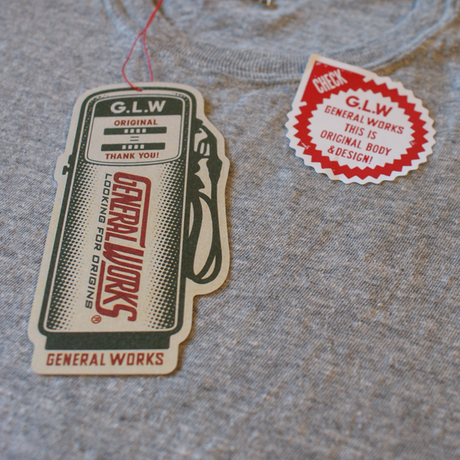 G.L.W
ORIGINAL
THANK YOU!
GENERAL WORKS
LOOKING FOR ORIGINS
®
GENERAL WORKS
CHECK
G.L.W
GENERAL WORKS
THIS IS
ORIGINAL BODY
&DESIGN!